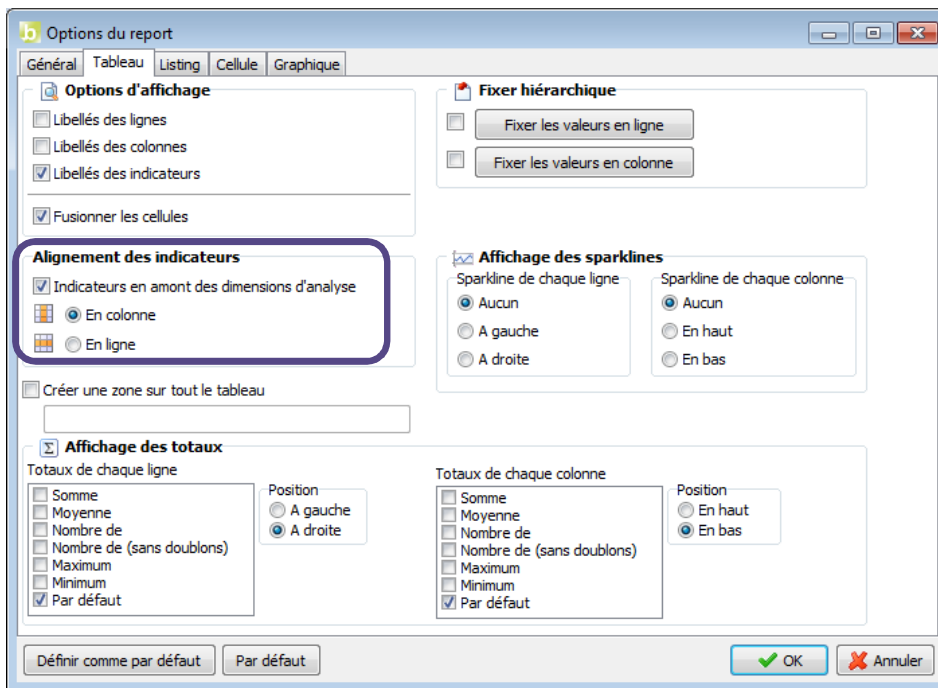 Options du report
Général Tableau Listing Cellule Graphique
Options d'affichage
Libellés des lignes
Libellés des colonnes
Libellés des indicateurs
Fusionner les cellules
Fixer hiérarchique
Fixer les valeurs en ligne
Fixer les valeurs en colonne
Alignement des indicateurs
Indicateurs en amont des dimensions d'analyse
En colonne
En ligne
Affichage des sparklines
Sparkline de chaque ligne
Aucun
A gauche
A droite
Sparkline de chaque colonne
Aucun
En haut
En bas
Créer une zone sur tout le tableau
Affichage des totaux
Totaux de chaque ligne
Somme
Moyenne
Nombre de
Nombre de (sans doublons)
Maximum
Minimum
Par défaut
Position
A gauche
A droite
Totaux de chaque colonne
Somme
Moyenne
Nombre de
Nombre de (sans doublons)
Maximum
Minimum
Par défaut
Position
En haut
En bas
Définir comme par défaut
Par défaut
OK
Annuler